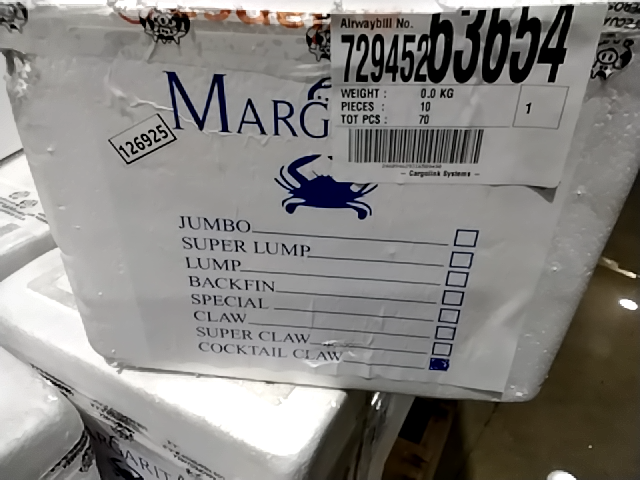 Airwaybill No.
72945263654
WEIGHT : 0.0 KG
PIECES : 10
TOT PCS : 70
1
- Cargolink Systems -
MARG
126925
JUMBO
SUPER LUMP
LUMP
BACKFIN
SPECIAL
CLAW
SUPER CLAW
COCKTAIL CLAW
RGARITA